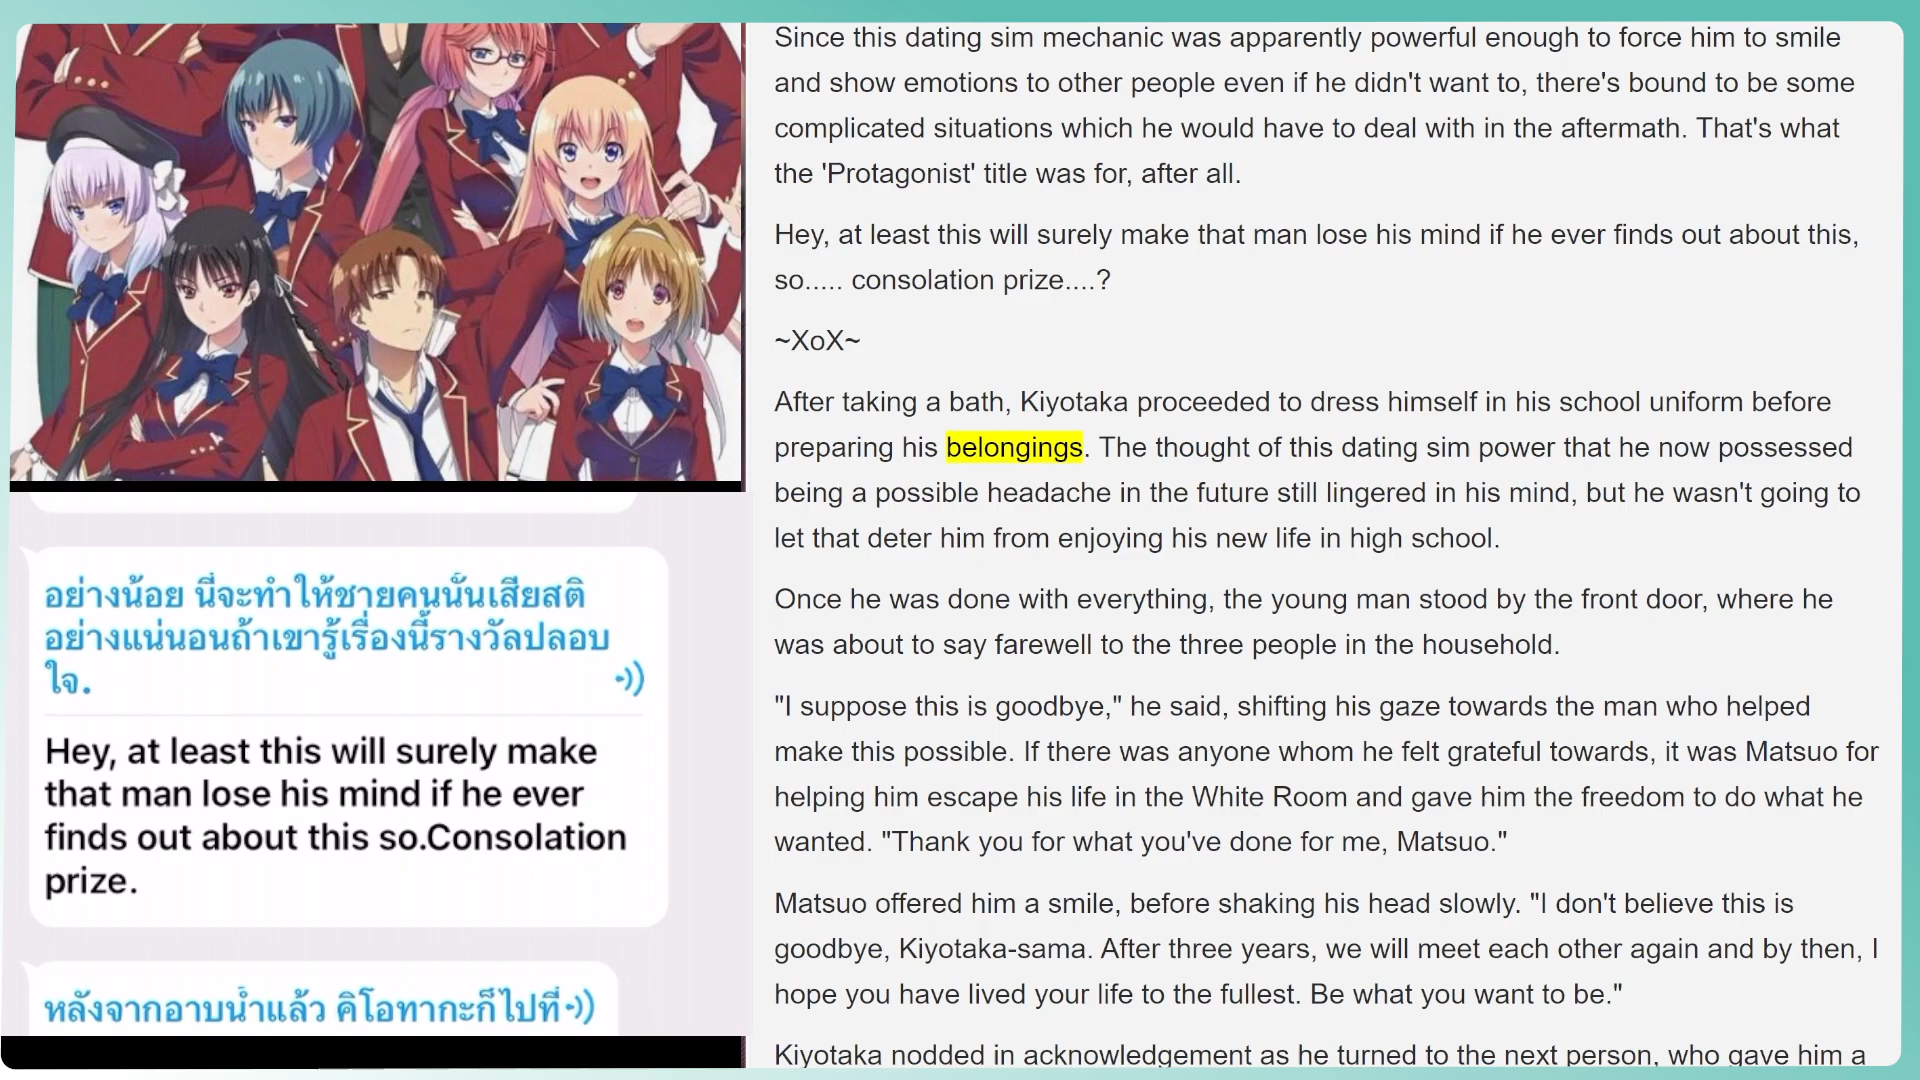 Since this dating sim mechanic was apparently powerful enough to force him to smile
and show emotions to other people even if he didn't want to, there's bound to be some
complicated situations which he would have to deal with in the aftermath. That's what
the 'Protagonist' title was for, after all.
Hey, at least this will surely make that man lose his mind if he ever finds out about this,
so..... consolation prize....?
~XoX~
After taking a bath, Kiyotaka proceeded to dress himself in his school uniform before
preparing his belongings. The thought of this dating sim power that he now possessed
being a possible headache in the future still lingered in his mind, but he wasn't going to
let that deter him from enjoying his new life in high school.
Once he was done with everything, the young man stood by the front door, where he
was about to say farewell to the three people in the household.
"I suppose this is goodbye," he said, shifting his gaze towards the man who helped
make this possible. If there was anyone whom he felt grateful towards, it was Matsuo for
helping him escape his life in the White Room and gave him the freedom to do what he
wanted. "Thank you for what you've done for me, Matsuo."
Matsuo offered him a smile, before shaking his head slowly. "I don't believe this is
goodbye, Kiyotaka-sama. After three years, we will meet each other again and by then, I
hope you have lived your life to the fullest. Be what you want to be."
Kiyotaka nodded in acknowledgement as he turned to the next person, who gave him a
อย่างน้อย นี่จะทำให้ชายคนนั้นเสียสติ
อย่างแน่นอนถ้าเขารู้เรื่องนี้รางวัลปลอบ
ใจ.
Hey, at least this will surely make
that man lose his mind if he ever
finds out about this so.Consolation
prize.
หลังจากอาบน้ำแล้ว คิโอทากะก็ไปที่